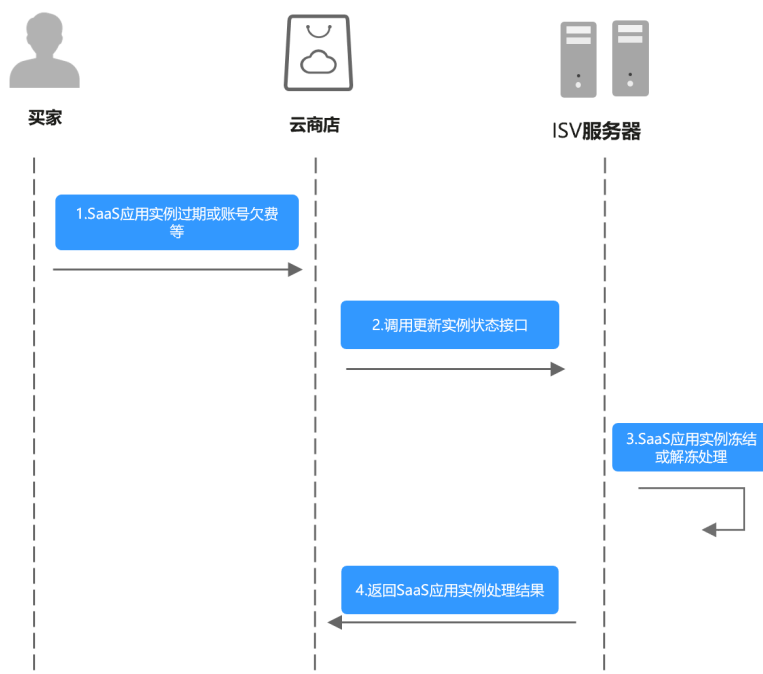 买家
云商店
ISV服务器
1.SaaS应用实例过期或账号欠费
等
2.调用更新实例状态接口
3.SaaS应用实例冻结
或解冻处理
4.返回SaaS应用实例处理结果